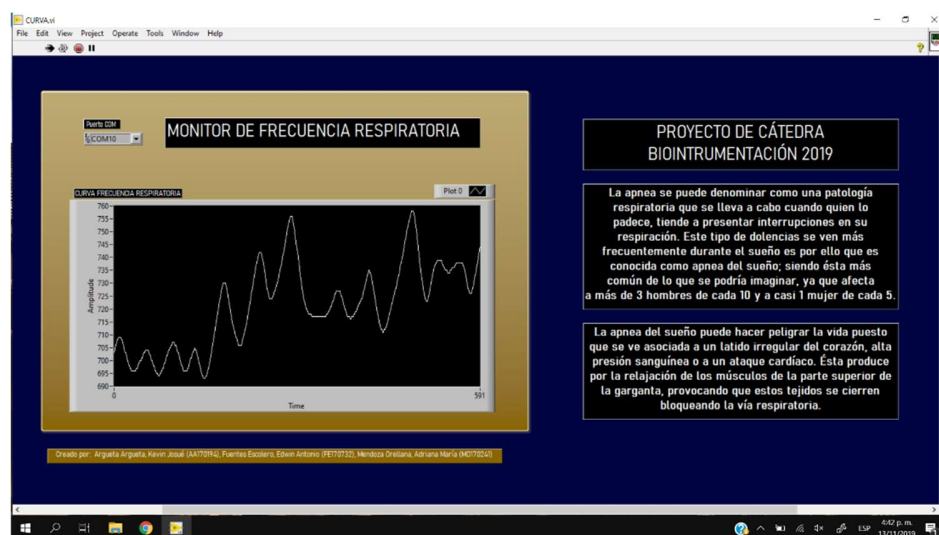 CURVA.vi
File Edit View Project Operate Tools Window Help
Puerto COM
COM10
MONITOR DE FRECUENCIA RESPIRATORIA
CURVA FRECUENCIA RESPIRATORIA
Plot 0
760
755
750
745
740
735
730
725
720
715
710
705
700
695
690
Amplitude
0
591
Time
Creado por: Argueta Argueta, Kevin Josué (AA170194), Fuentes Escolero, Edwin Antonio (FE170732), Mendoza Orellana, Adriana María (MO170241)
PROYECTO DE CÁTEDRA
BIOINTRUMENTACIÓN 2019
La apnea se puede denominar como una patología
respiratoria que se lleva a cabo cuando quien lo
padece, tiende a presentar interrupciones en su
respiración. Este tipo de dolencias se ven más
frecuentemente durante el sueño es por ello que es
conocida como apnea del sueño; siendo ésta más
común de lo que se podría imaginar, ya que afecta
a más de 3 hombres de cada 10 y a casi 1 mujer de cada 5.
La apnea del sueño puede hacer peligrar la vida puesto
que se ve asociada a un latido irregular del corazón, alta
presión sanguínea o a un ataque cardíaco. Ésta produce
por la relajación de los músculos de la parte superior de
la garganta, provocando que estos tejidos se cierren
bloqueando la vía respiratoria.
ESP
4:42 p. m.
13/11/2019